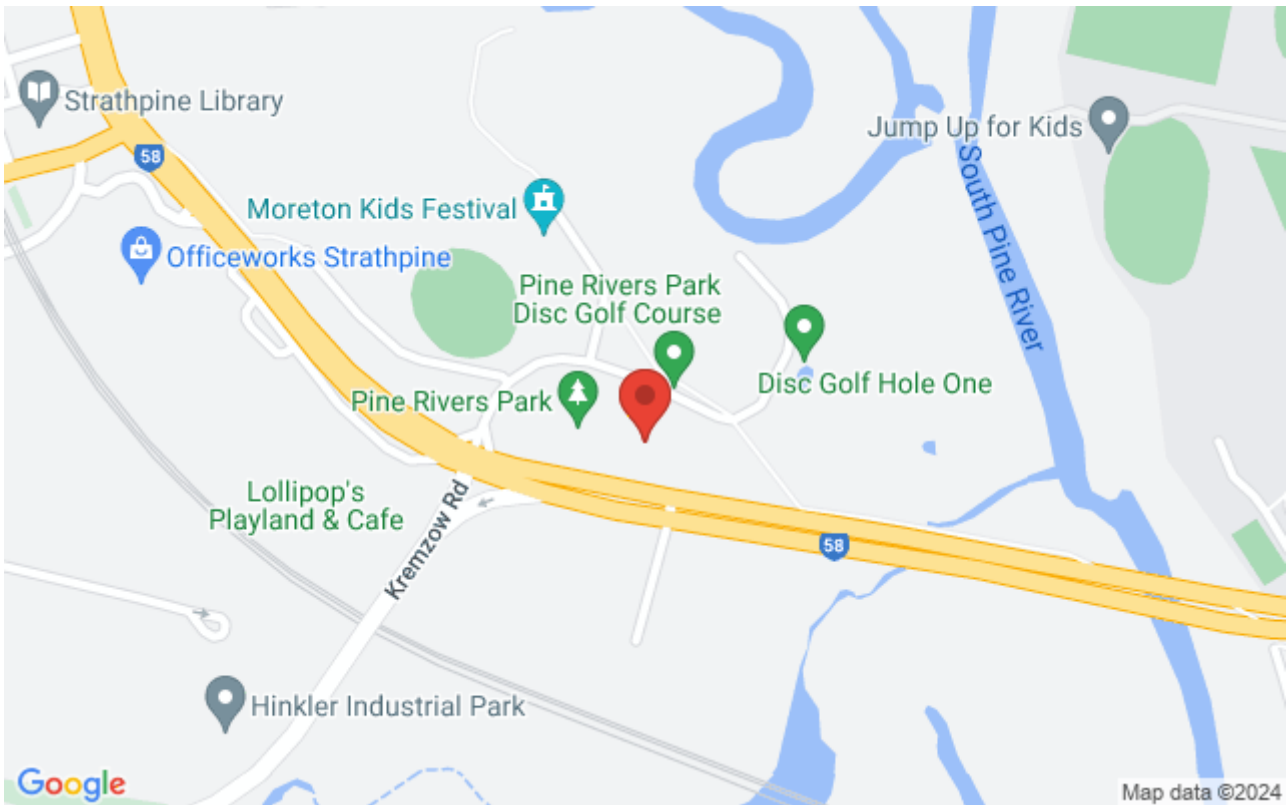 Strathpine Library
58
Jump Up for Kids
Moreton Kids Festival
Officeworks Strathpine
South Pine River
Pine Rivers Park
Disc Golf Course
Disc Golf Hole One
Pine Rivers Park
Lollipop's
Playland & Cafe
Kremzow Rd
58
Hinkler Industrial Park
Google
Map data ©2024